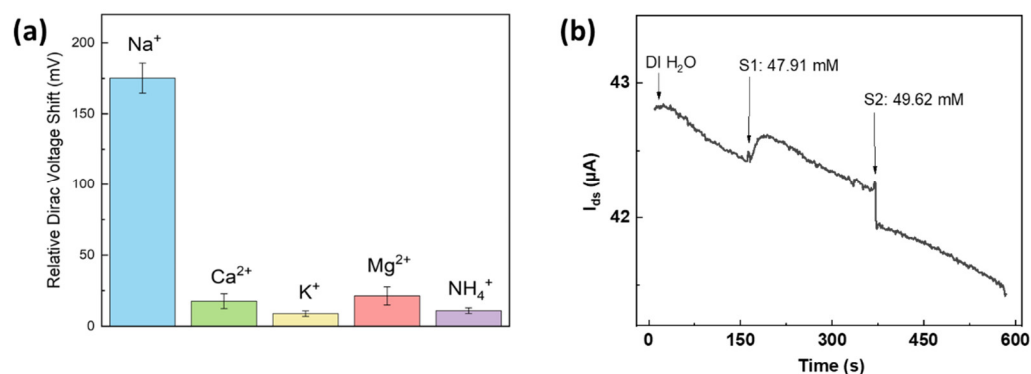 (a)
Relative Dirac Voltage Shift (mV)
200
150
100
50
0
Na⁺
Ca²⁺
K⁺
Mg²⁺
NH₄⁺
(b)
I_ds (µA)
43
42
DI H₂O
S1: 47.91 mM
S2: 49.62 mM
0 150 300 450 600
Time (s)